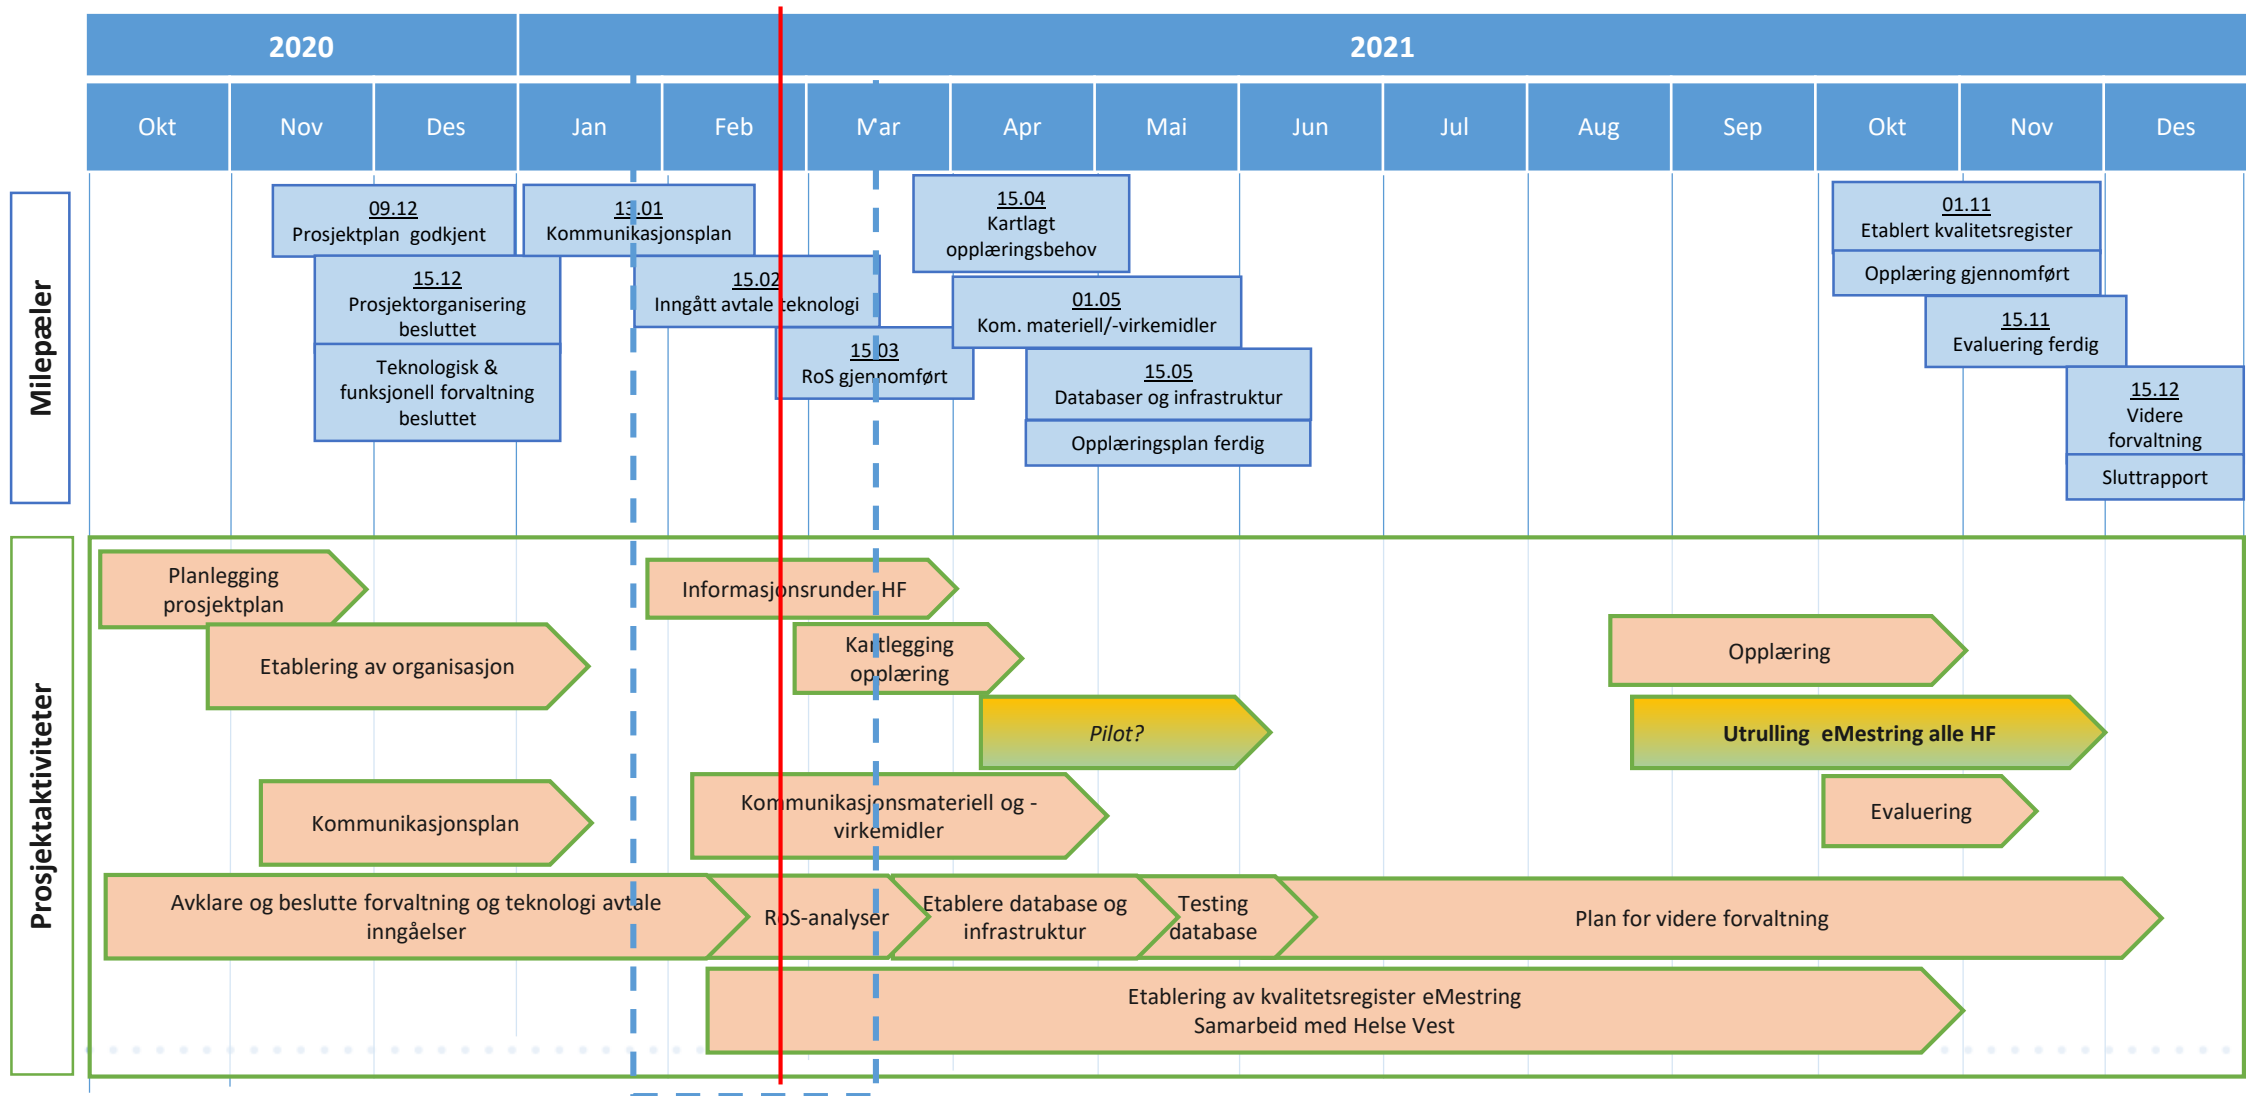 2020
2021
Okt
Nov
Des
Jan
Feb
Mar
Apr
Mai
Jun
Jul
Aug
Sep
Okt
Nov
Des
Milepæler
09.12
Prosjektplan godkjent
15.12
Prosjektorganisering
besluttet
Teknologisk &
funksjonell forvaltning
besluttet
13.01
Kommunikasjonsplan
15.02
Inngått avtale teknologi
15.03
RoS gjennomført
15.04
Kartlagt
opplæringsbehov
01.05
Kom. materiell/-virkemidler
15.05
Databaser og infrastruktur
Opplæringsplan ferdig
01.11
Etablert kvalitetsregister
Opplæring gjennomført
15.11
Evaluering ferdig
15.12
Videre
forvaltning
Sluttrapport
Prosjektaktiviteter
Planlegging
prosjektplan
Informasjonsrunder HF
Etablering av organisasjon
Kartlegging
opplæring
Opplæring
Pilot?
Utrulling eMestring alle HF
Kommunikasjonsplan
Kommunikasjonsmateriell og -
virkemidler
Evaluering
Avklare og beslutte forvaltning og teknologi avtale
inngåelser
RoS-analyser
Etablere database og
infrastruktur
Testing
database
Plan for videre forvaltning
Etablering av kvalitetsregister eMestring
Samarbeid med Helse Vest